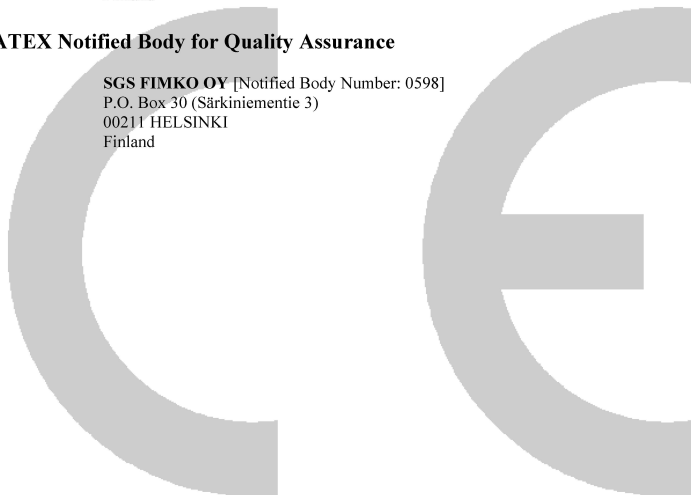 ATEX Notified Body for Quality Assurance
SGS FIMKO OY [Notified Body Number: 0598]
P.O. Box 30 (Särkiniementie 3)
00211 HELSINKI
Finland